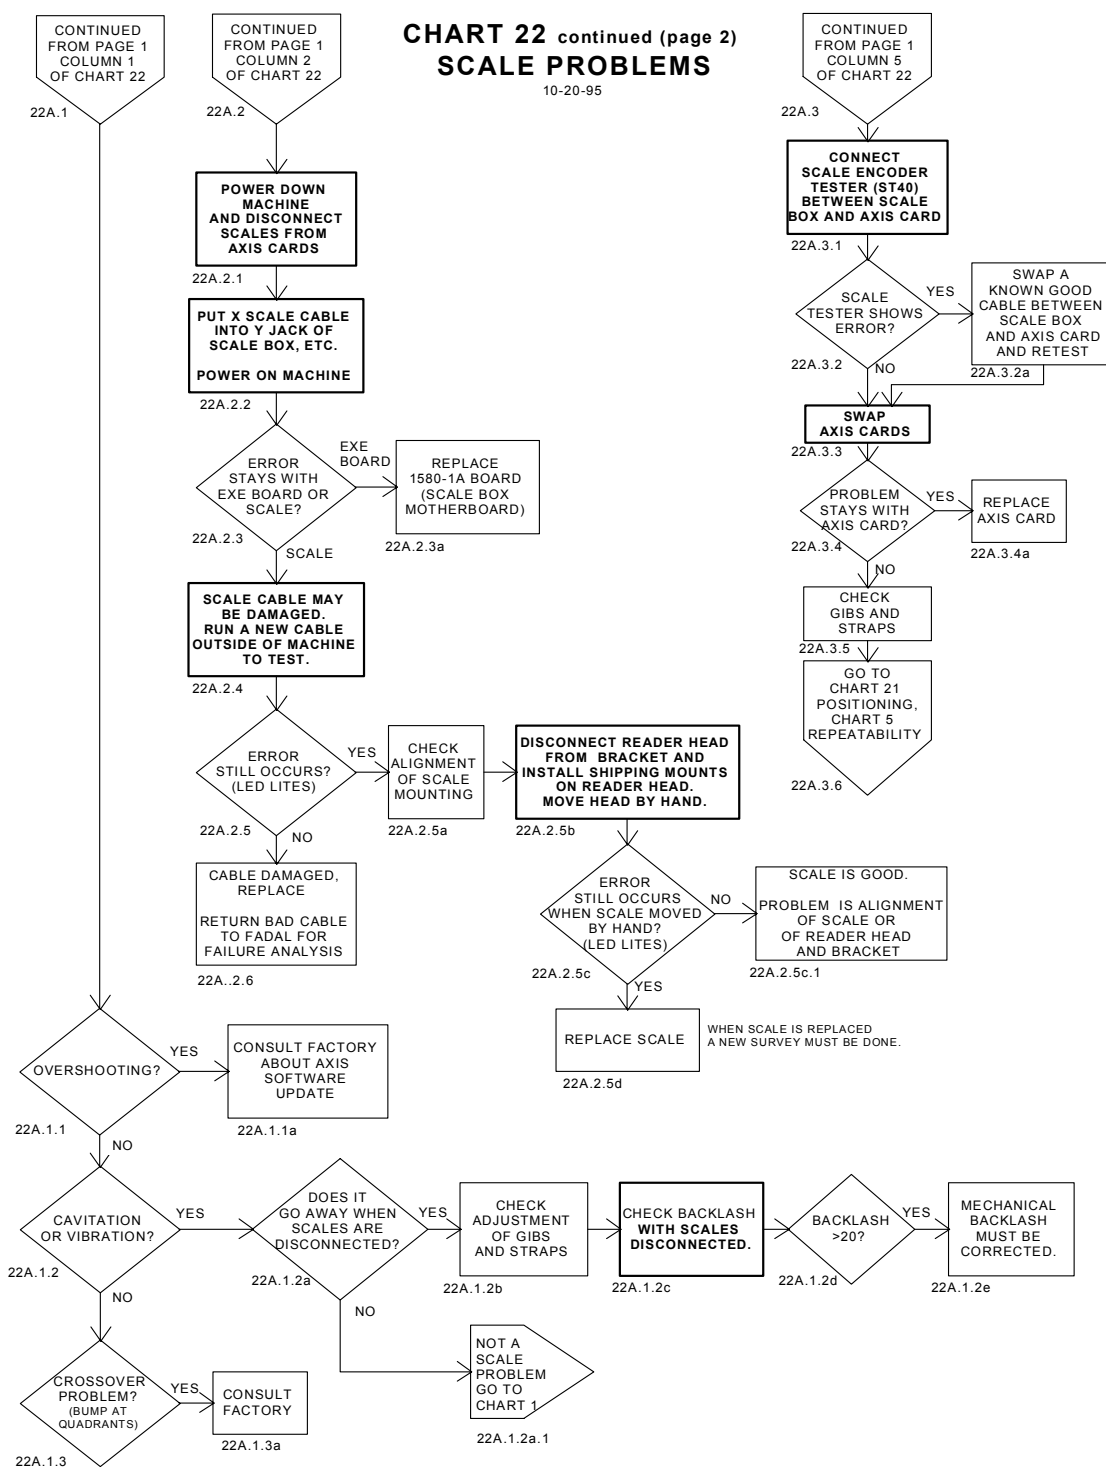 CHART 22 continued (page 2)
SCALE PROBLEMS
10-20-95
CONTINUED
FROM PAGE 1
COLUMN 1
OF CHART 22
22A.1
CONTINUED
FROM PAGE 1
COLUMN 2
OF CHART 22
22A.2
CONTINUED
FROM PAGE 1
COLUMN 5
OF CHART 22
22A.3
POWER DOWN
MACHINE
AND DISCONNECT
SCALES FROM
AXIS CARDS
22A.2.1
PUT X SCALE CABLE
INTO Y JACK OF
SCALE BOX, ETC.
POWER ON MACHINE
22A.2.2
ERROR
STAYS WITH
EXE BOARD OR
SCALE?
22A.2.3
EXE
BOARD
REPLACE
1580-1A BOARD
(SCALE BOX
MOTHERBOARD)
22A.2.3a
SCALE
SCALE CABLE MAY
BE DAMAGED.
RUN A NEW CABLE
OUTSIDE OF MACHINE
TO TEST.
22A.2.4
ERROR
STILL OCCURS?
(LED LITES)
22A.2.5
YES
CHECK
ALIGNMENT
OF SCALE
MOUNTING
22A.2.5a
DISCONNECT READER HEAD
FROM BRACKET AND
INSTALL SHIPPING MOUNTS
ON READER HEAD.
MOVE HEAD BY HAND.
22A.2.5b
NO
CABLE DAMAGED,
REPLACE
RETURN BAD CABLE
TO FADAL FOR
FAILURE ANALYSIS
22A..2.6
ERROR
STILL OCCURS
WHEN SCALE MOVED
BY HAND?
(LED LITES)
22A.2.5c
NO
SCALE IS GOOD.
PROBLEM IS ALIGNMENT
OF SCALE OR
OF READER HEAD
AND BRACKET
22A.2.5c.1
YES
REPLACE SCALE
22A.2.5d
WHEN SCALE IS REPLACED
A NEW SURVEY MUST BE DONE.
CONNECT
SCALE ENCODER
TESTER (ST40)
BETWEEN SCALE
BOX AND AXIS CARD
22A.3.1
SCALE
TESTER SHOWS
ERROR?
22A.3.2
YES
SWAP A
KNOWN GOOD
CABLE BETWEEN
SCALE BOX
AND AXIS CARD
AND RETEST
22A.3.2a
NO
SWAP
AXIS CARDS
22A.3.3
PROBLEM
STAYS WITH
AXIS CARD?
22A.3.4
YES
REPLACE
AXIS CARD
22A.3.4a
NO
CHECK
GIBS AND
STRAPS
22A.3.5
GO TO
CHART 21
POSITIONING,
CHART 5
REPEATABILITY
22A.3.6
OVERSHOOTING?
22A.1.1
YES
CONSULT FACTORY
ABOUT AXIS
SOFTWARE
UPDATE
22A.1.1a
NO
CAVITATION
OR VIBRATION?
22A.1.2
YES
DOES IT
GO AWAY WHEN
SCALES ARE
DISCONNECTED?
22A.1.2a
YES
CHECK
ADJUSTMENT
OF GIBS
AND STRAPS
22A.1.2b
CHECK BACKLASH
WITH SCALES
DISCONNECTED.
22A.1.2c
BACKLASH
>20?
22A.1.2d
YES
MECHANICAL
BACKLASH
MUST BE
CORRECTED.
22A.1.2e
NO
NOT A
SCALE
PROBLEM
GO TO
CHART 1
22A.1.2a.1
NO
CROSSOVER
PROBLEM?
(BUMP AT
QUADRANTS)
22A.1.3
YES
CONSULT
FACTORY
22A.1.3a